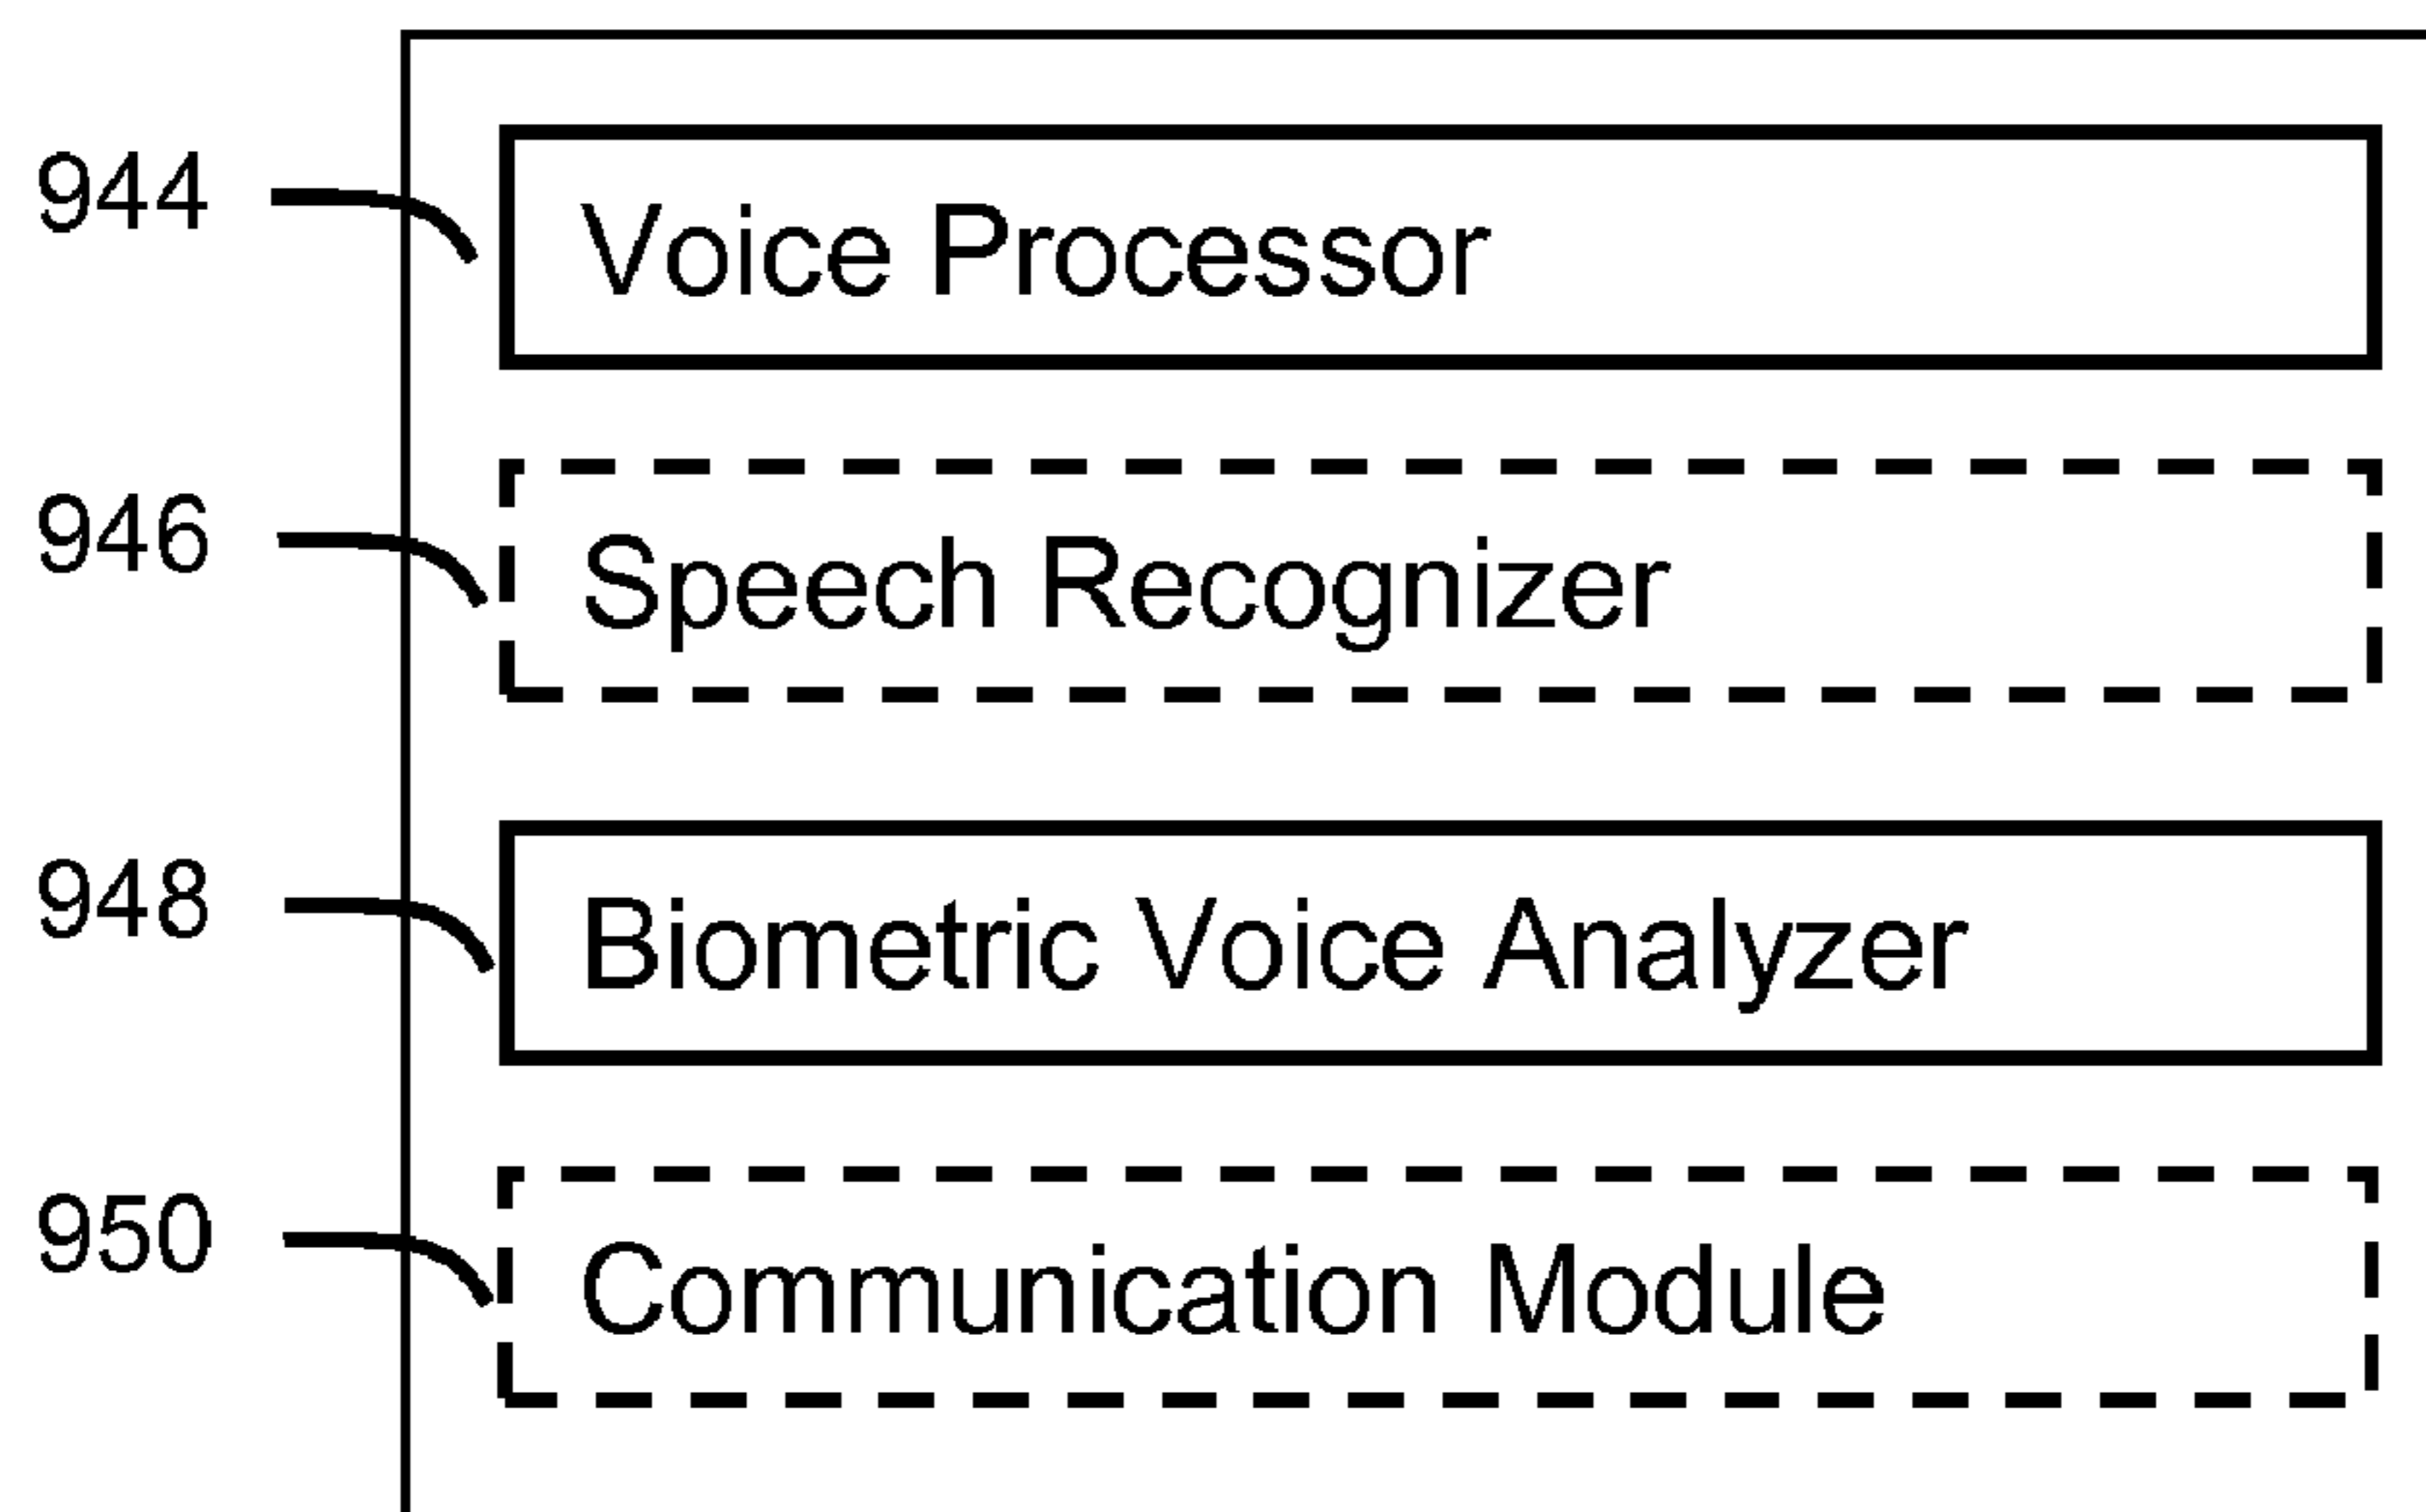 944 Voice Processor
946 Speech Recognizer
948 Biometric Voice Analyzer
950 Communication Module